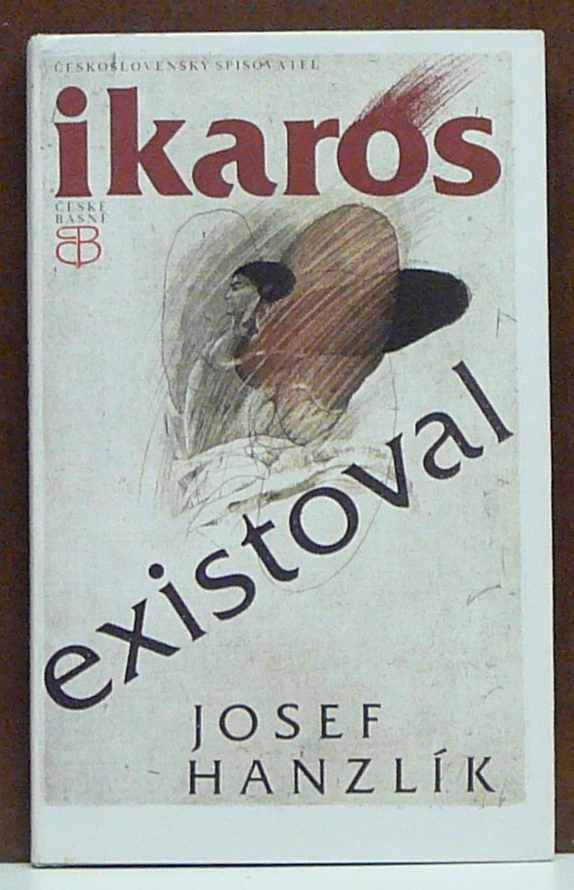 ČESKOSLOVENSKÝ SPISOVATEL
ikaros
ČESKÉ
BÁSNĚ
existoval
JOSEF
HANZLÍK